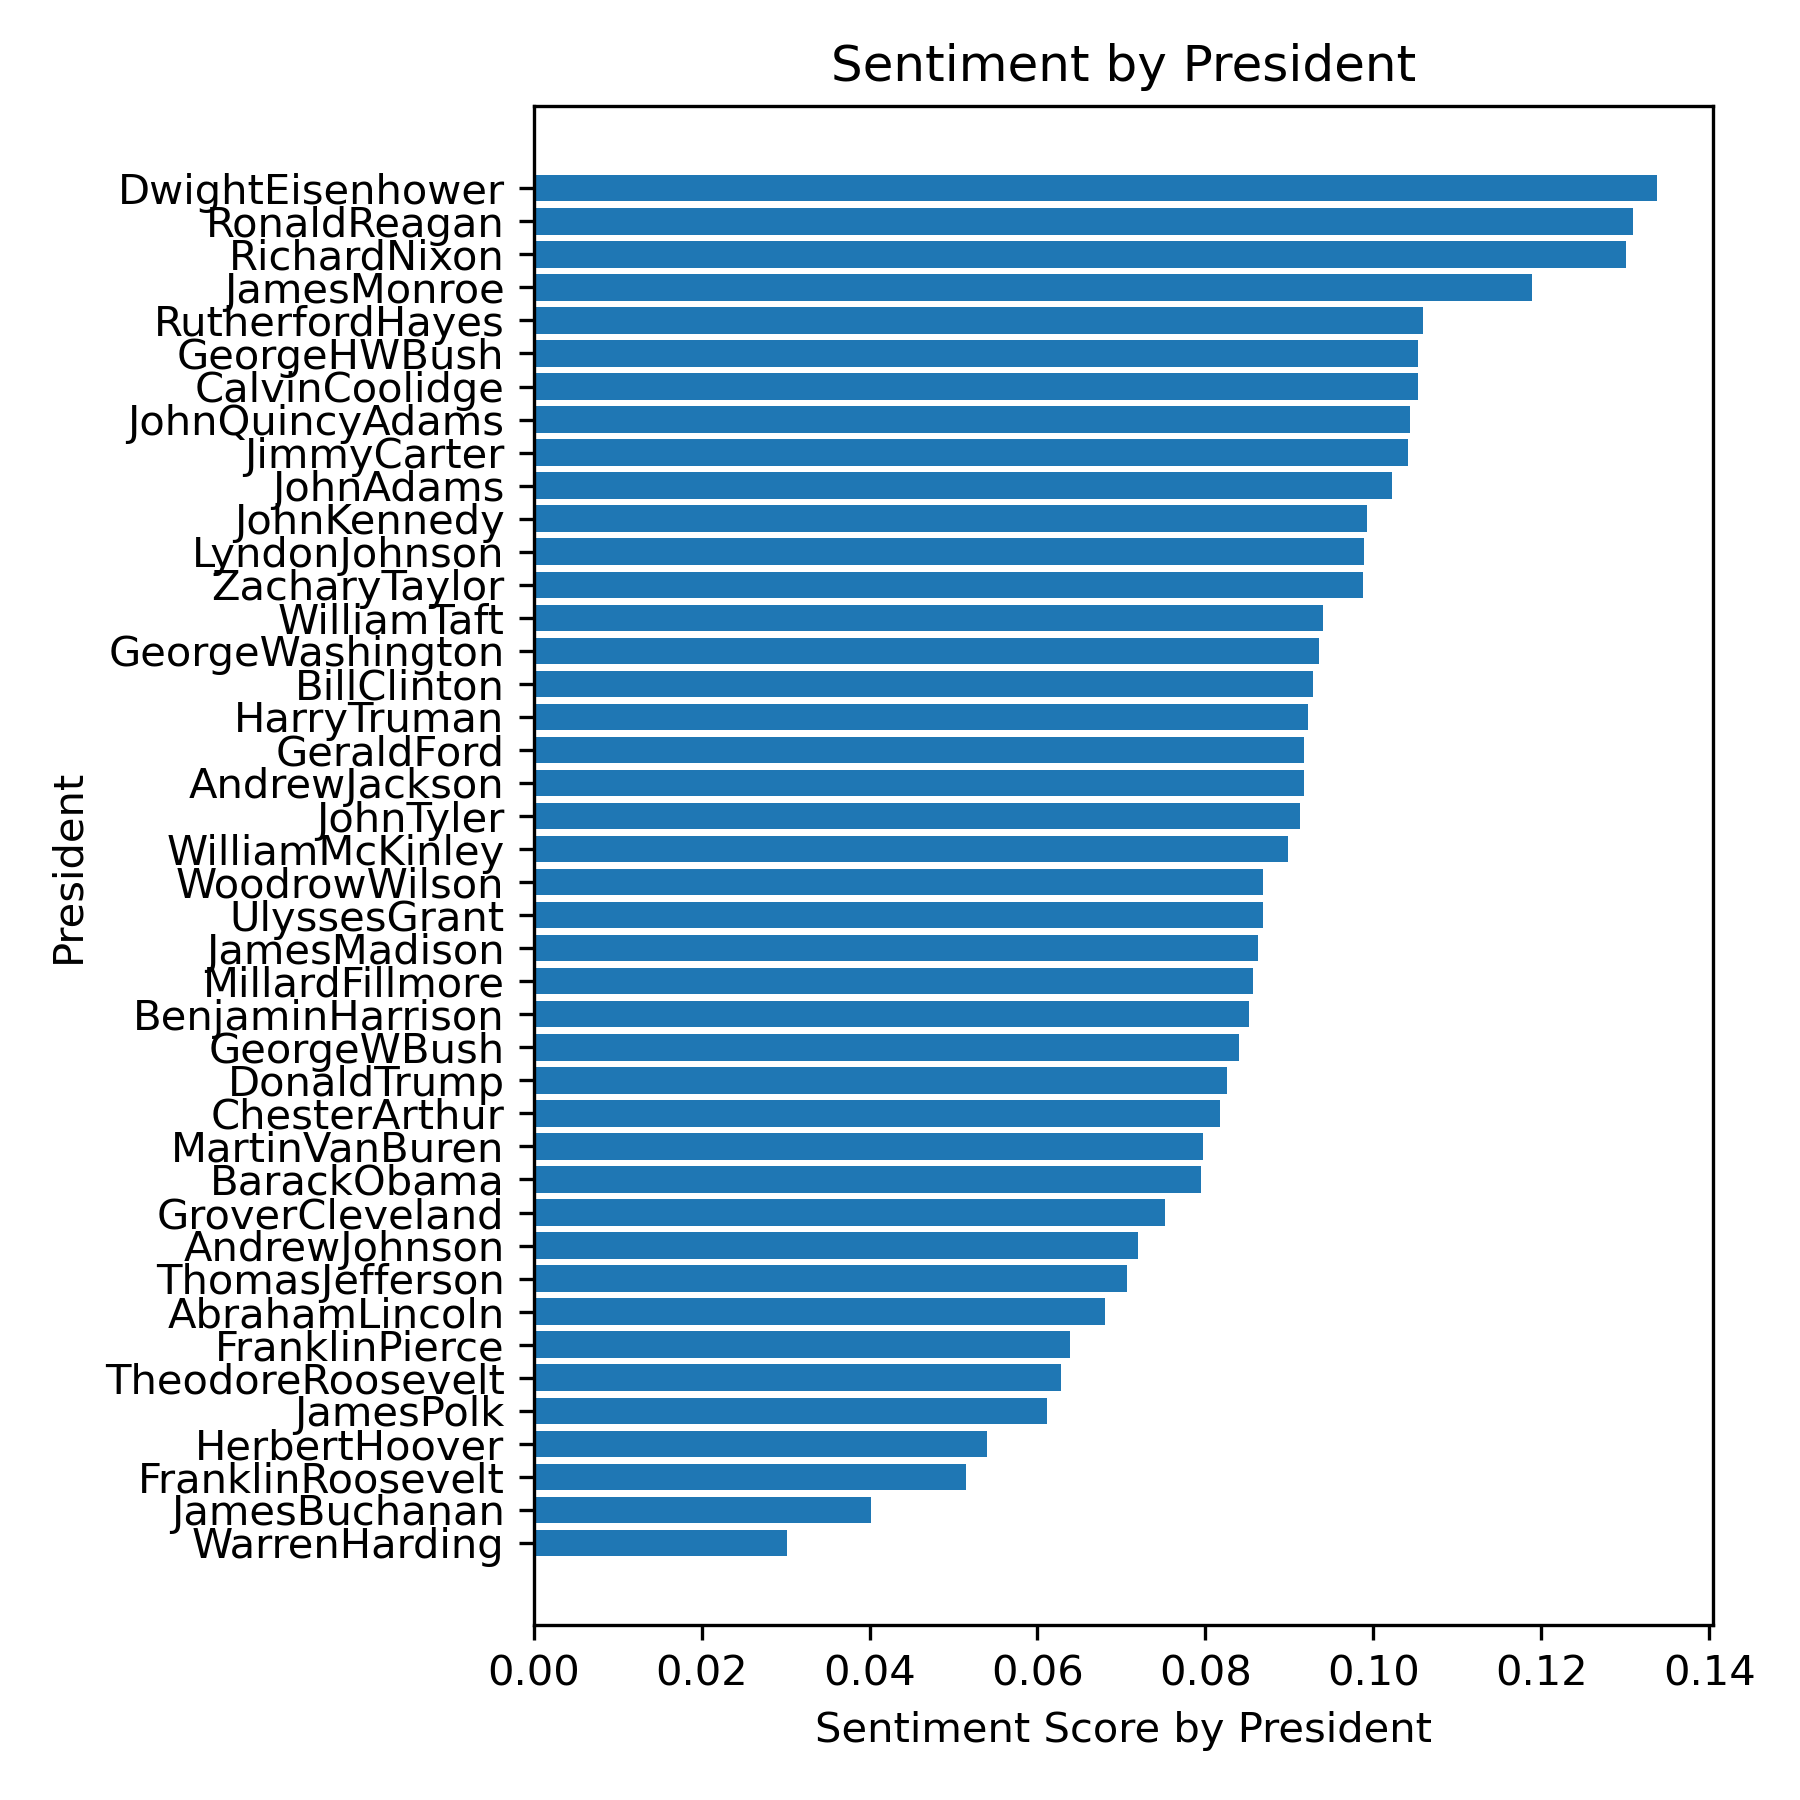 Sentiment by President
DwightEisenhower
RonaldReagan
RichardNixon
JamesMonroe
RutherfordHayes
GeorgeHWBush
CalvinCoolidge
JohnQuincyAdams
JimmyCarter
JohnAdams
JohnKennedy
LyndonJohnson
ZacharyTaylor
WilliamTaft
GeorgeWashington
BillClinton
HarryTruman
GeraldFord
AndrewJackson
JohnTyler
WilliamMcKinley
WoodrowWilson
UlyssesGrant
JamesMadison
MillardFillmore
BenjaminHarrison
GeorgeWBush
DonaldTrump
ChesterArthur
MartinVanBuren
BarackObama
GroverCleveland
AndrewJohnson
ThomasJefferson
AbrahamLincoln
FranklinPierce
TheodoreRoosevelt
JamesPolk
HerbertHoover
FranklinRoosevelt
JamesBuchanan
WarrenHarding
President
0.00 0.02 0.04 0.06 0.08 0.10 0.12 0.14
Sentiment Score by President